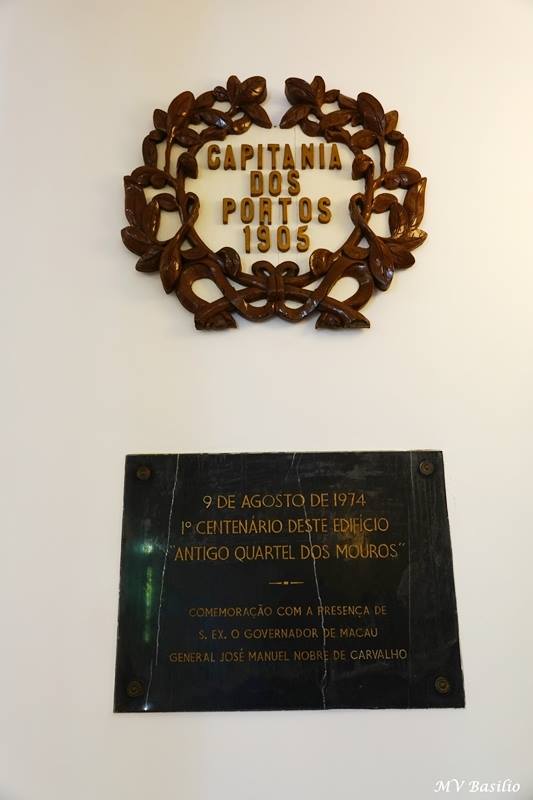 CAPITANIA
DOS
PORTOS
1905
9 DE AGOSTO DE 1974
1º CENTENÁRIO DESTE EDIFÍCIO
"ANTIGO QUARTEL DOS MOUROS"
COMEMORAÇÃO COM A PRESENÇA DE
S. EX. O GOVERNADOR DE MACAU
GENERAL JOSÉ MANUEL NOBRE DE CARVALHO
MV Basilio